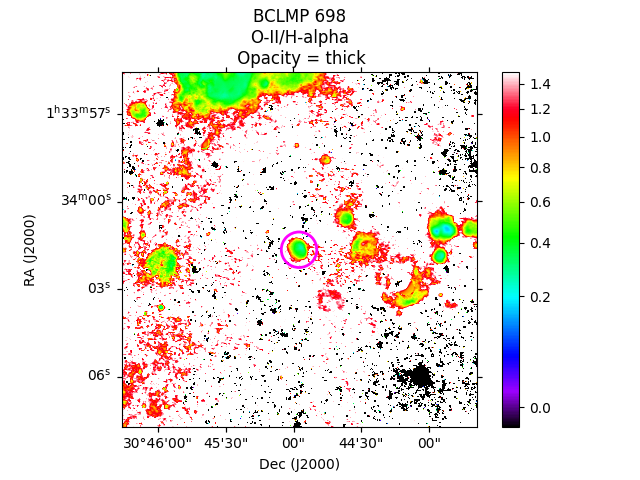 BCLMP 698
O-II/H-alpha
Opacity = thick
1ʰ33ᵐ57ˢ
34ᵐ00ˢ
03ˢ
06ˢ
RA (J2000)
30°46'00" 45'30" 00" 44'30" 00"
Dec (J2000)
1.4
1.2
1.0
0.8
0.6
0.4
0.2
0.0